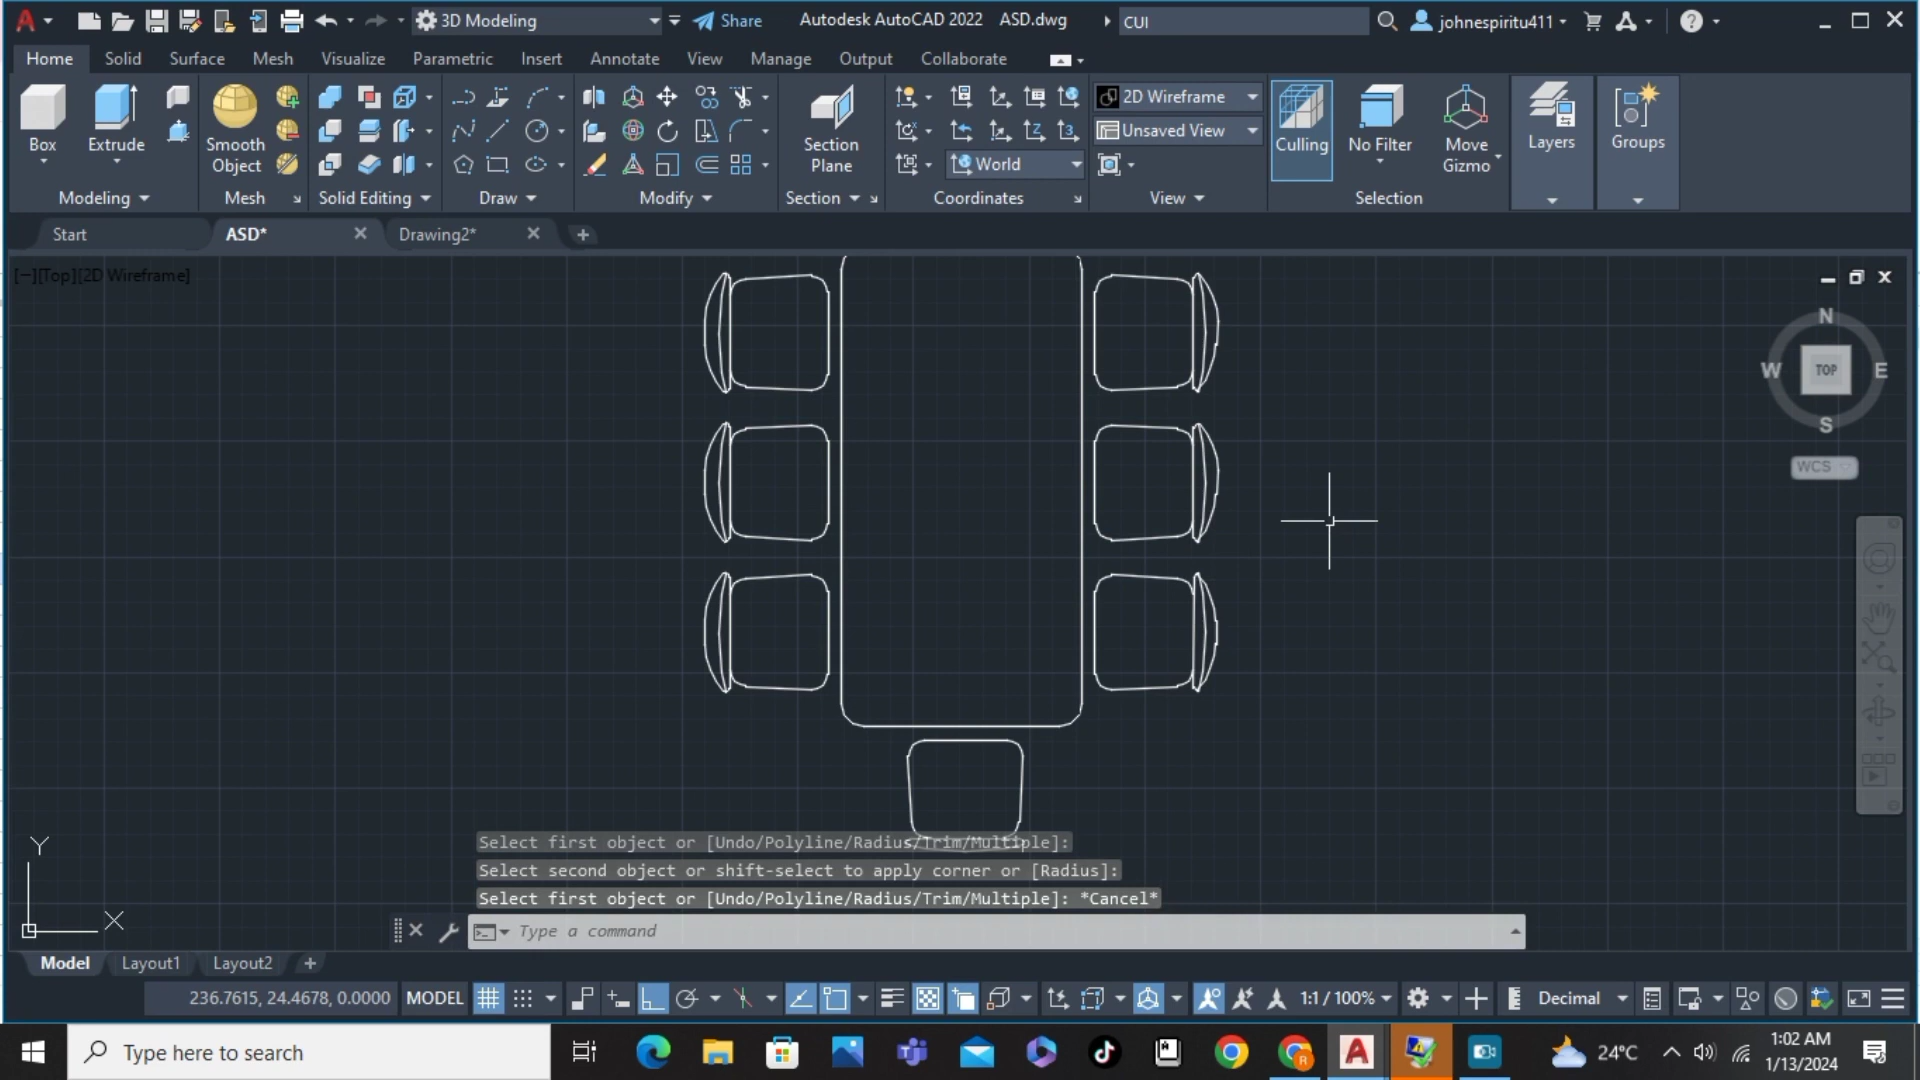 3D Modeling
Share
Autodesk AutoCAD 2022 ASD.dwg
CUI
johnespiritu411
Home Solid Surface Mesh Visualize Parametric Insert Annotate View Manage Output Collaborate
Box
Extrude
Smooth
Object
Section
Plane
World
2D Wireframe
Unsaved View
Culling
No Filter
Move
Gizmo
Layers
Groups
Modeling Mesh Solid Editing Draw Modify Section Coordinates View Selection
Start ASD* Drawing2*
[−][Top][2D Wireframe]
N
W TOP E
S
WCS
Y
X
Select first object or [Undo/Polyline/Radius/Trim/Multiple]:
Select second object or shift-select to apply corner or [Radius]:
Select first object or [Undo/Polyline/Radius/Trim/Multiple]: *Cancel*
Type a command
Model Layout1 Layout2
236.7615, 24.4678, 0.0000 MODEL 1:1 / 100% Decimal
Type here to search
24°C
1:02 AM
1/13/2024